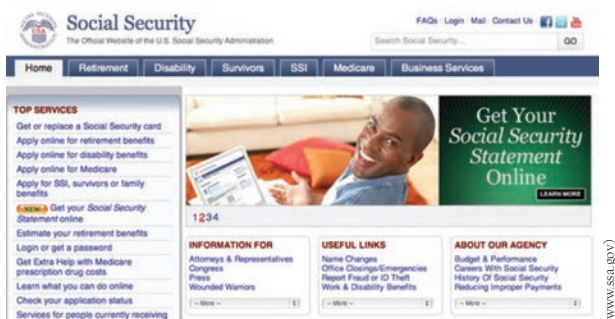 Social Security
The Official Website of the U.S. Social Security Administration
FAQs Login Mail Contact Us
Search Social Security...
GO
Home Retirement Disability Survivors SSI Medicare Business Services
TOP SERVICES
Get or replace a Social Security card
Apply online for retirement benefits
Apply online for disability benefits
Apply online for Medicare
Apply for SSI, survivors or family
benefits
NEW Get your Social Security
Statement online
Estimate your retirement benefits
Login or get a password
Get Extra Help with Medicare
prescription drug costs
Learn what you can do online
Check your application status
Services for people currently receiving
Get Your
Social Security
Statement
Online
LEARN MORE
1 2 3 4
INFORMATION FOR
Attorneys & Representatives
Congress
Press
Wounded Warriors
-- More --
USEFUL LINKS
Name Changes
Office Closings/Emergencies
Report Fraud or ID Theft
Work & Disability Benefits
-- More --
ABOUT OUR AGENCY
Budget & Performance
Careers With Social Security
History Of Social Security
Reducing Improper Payments
-- More --
www.ssa.gov)